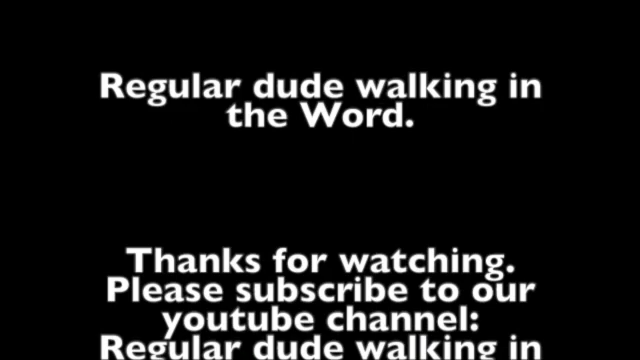 Regular dude walking in
the Word.
Thanks for watching.
Please subscribe to our
youtube channel:
Regular dude walking in